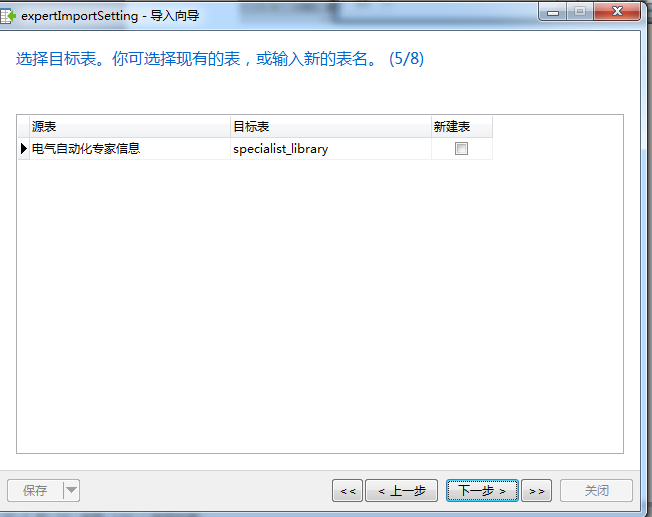 expertImportSetting - 导入向导
选择目标表。你可选择现有的表，或输入新的表名。 (5/8)
源表 目标表 新建表
电气自动化专家信息 specialist_library
保存 << < 上一步 下一步 > >> 关闭